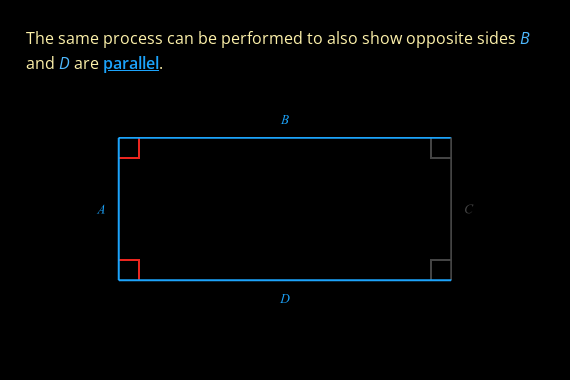 The same process can be performed to also show opposite sides B
and D are parallel.
B
A
C
D